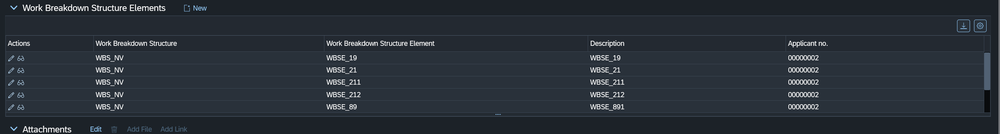 Work Breakdown Structure Elements New
Actions Work Breakdown Structure Work Breakdown Structure Element Description Applicant no.
WBS_NV WBSE_19 WBSE_19 00000002
WBS_NV WBSE_21 WBSE_21 00000002
WBS_NV WBSE_211 WBSE_211 00000002
WBS_NV WBSE_212 WBSE_212 00000002
WBS_NV WBSE_89 WBSE_891 00000002
Attachments Edit Add File Add Link